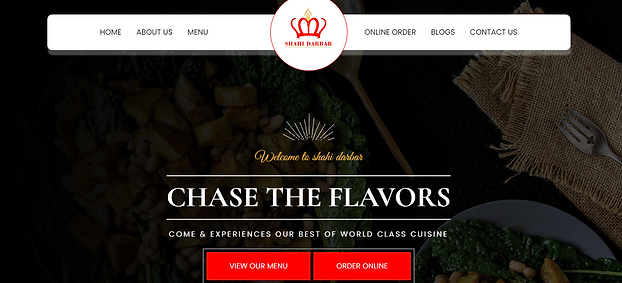 HOME ABOUT US MENU
SHAHI DARBAR
ONLINE ORDER BLOGS CONTACT US
Welcome to shahi darbar
CHASE THE FLAVORS
COME & EXPERIENCES OUR BEST OF WORLD CLASS CUISINE
VIEW OUR MENU ORDER ONLINE